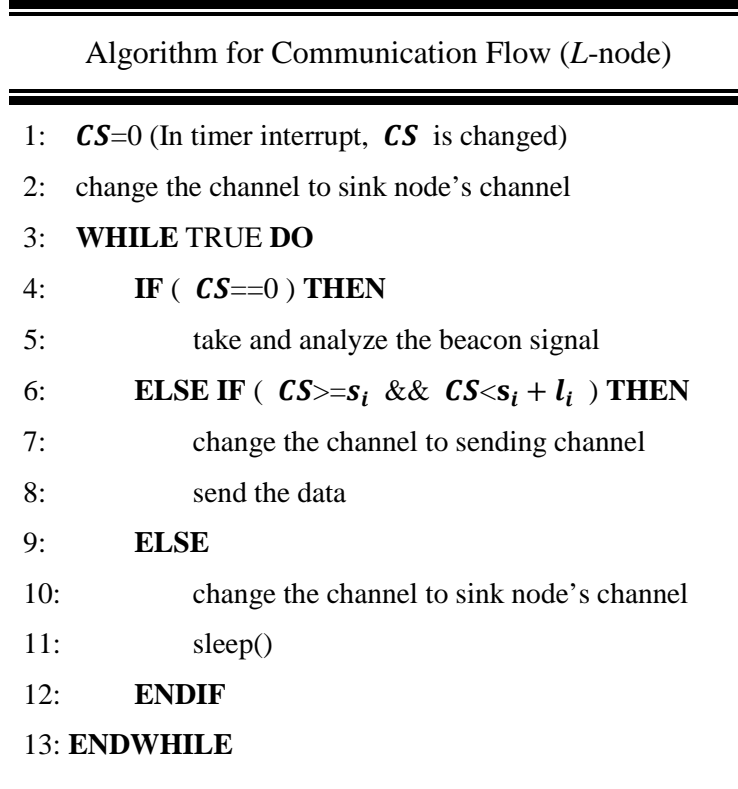 Algorithm for Communication Flow (L-node)
1: CS=0 (In timer interrupt, CS is changed)
2: change the channel to sink node’s channel
3: WHILE TRUE DO
4: IF ( CS==0 ) THEN
5: take and analyze the beacon signal
6: ELSE IF ( CS>=sᵢ && CS<sᵢ + lᵢ ) THEN
7: change the channel to sending channel
8: send the data
9: ELSE
10: change the channel to sink node’s channel
11: sleep()
12: ENDIF
13: ENDWHILE